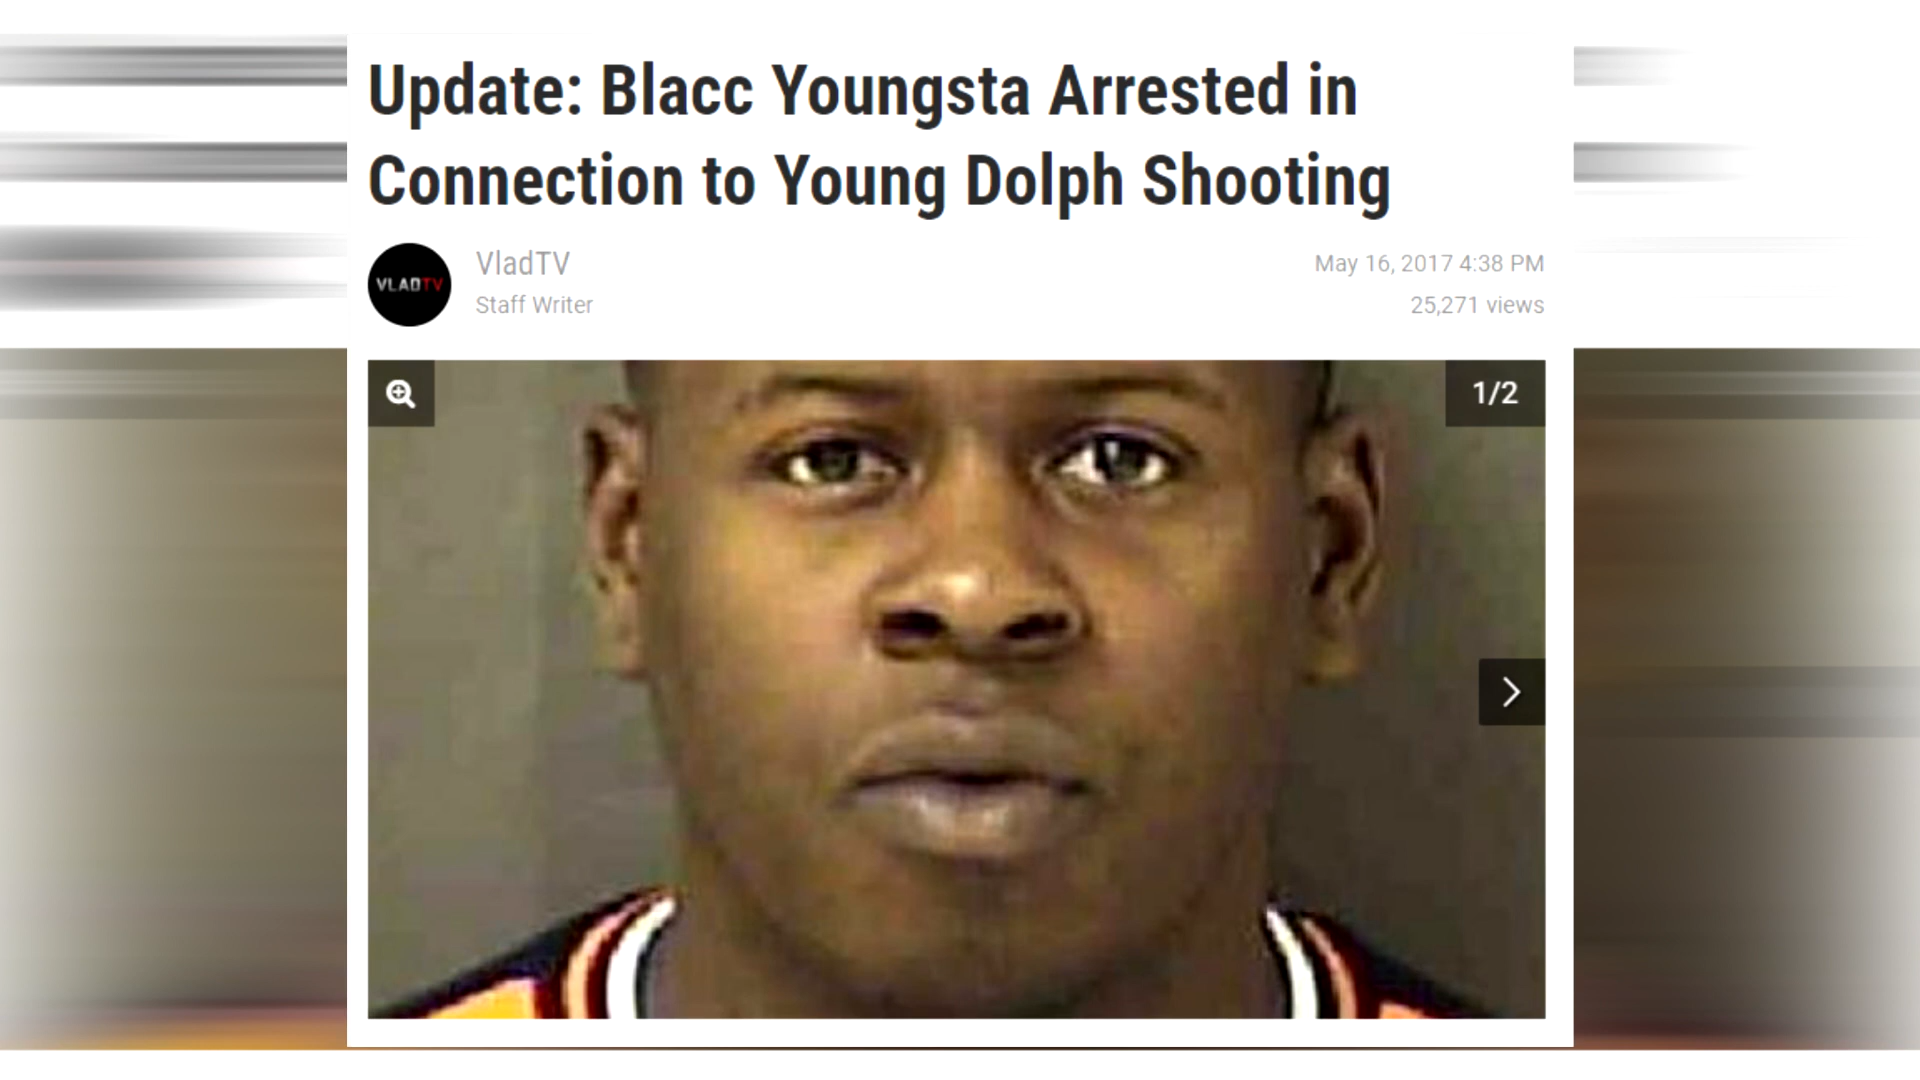 Update: Blacc Youngsta Arrested in
Connection to Young Dolph Shooting
VLADTV
VladTV
Staff Writer
May 16, 2017 4:38 PM
25,271 views
1/2